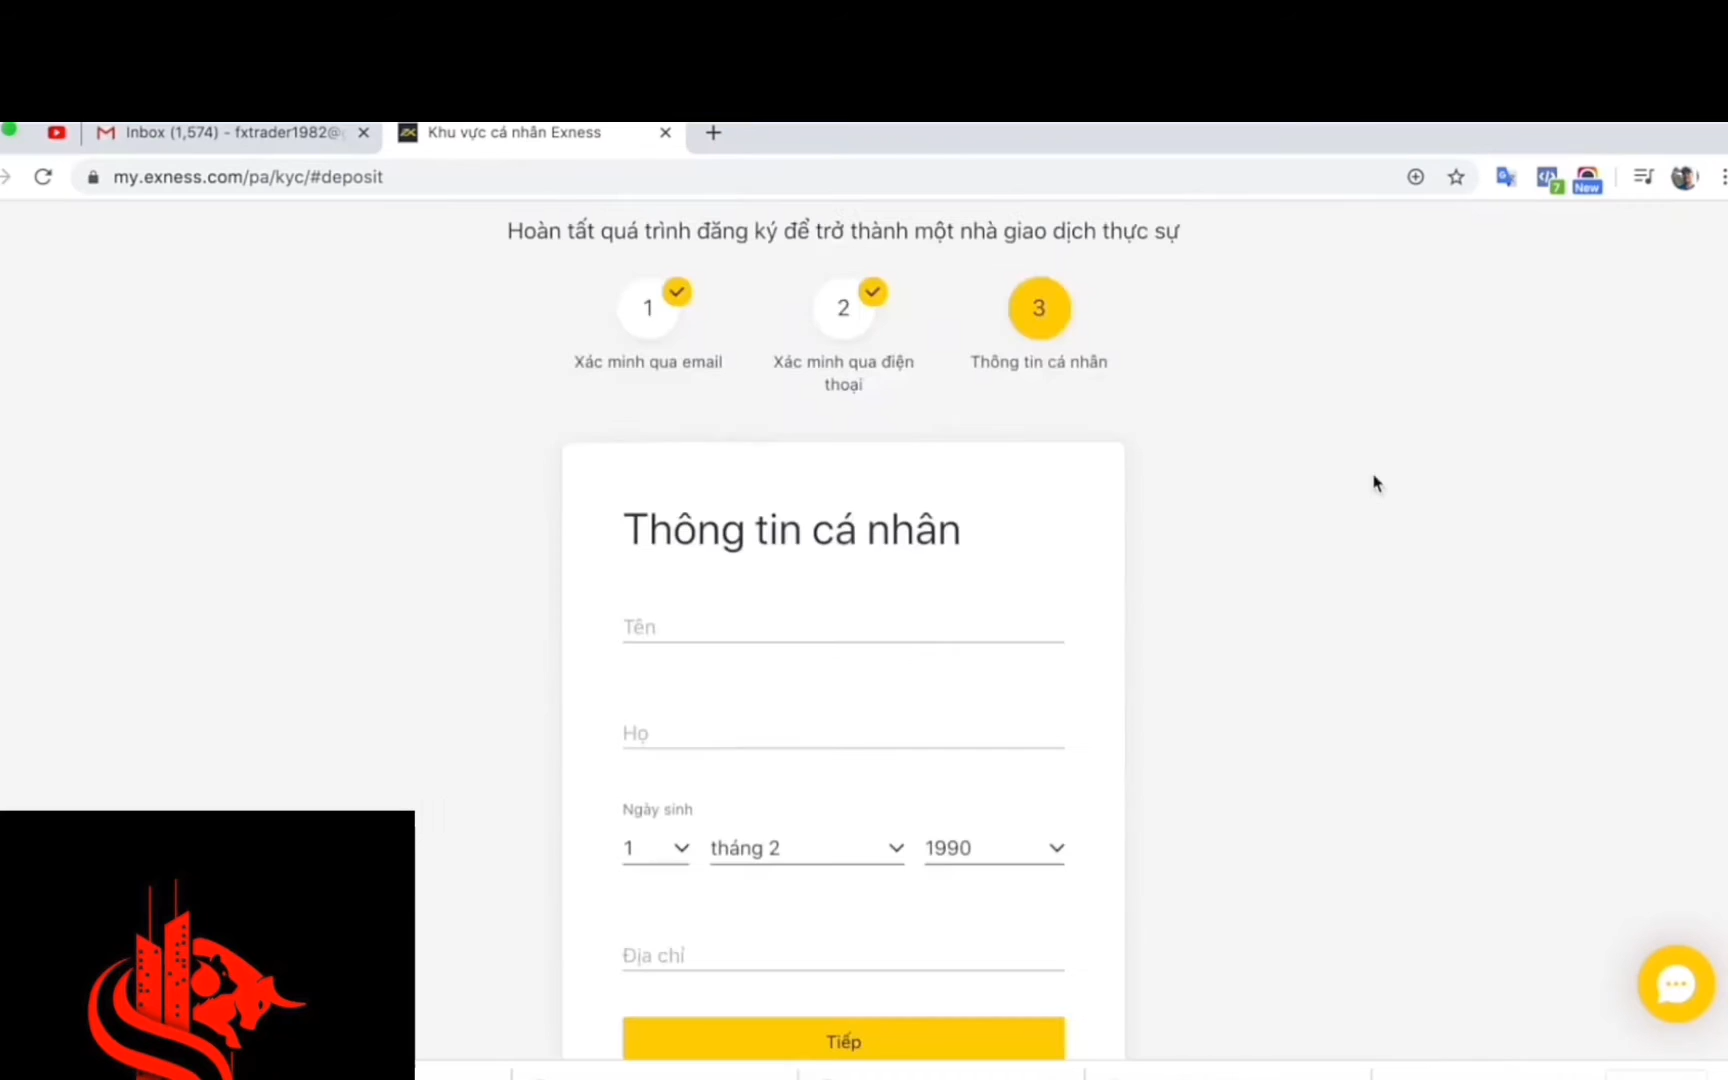 Inbox (1,574) - fxtrader1982@
Khu vực cá nhân Exness
my.exness.com/pa/kyc/#deposit
7
New
Hoàn tất quá trình đăng ký để trở thành một nhà giao dịch thực sự
1
2
3
Xác minh qua email
Xác minh qua điện
thoại
Thông tin cá nhân
Thông tin cá nhân
Tên
Họ
Ngày sinh
1
tháng 2
1990
Địa chỉ
Tiếp